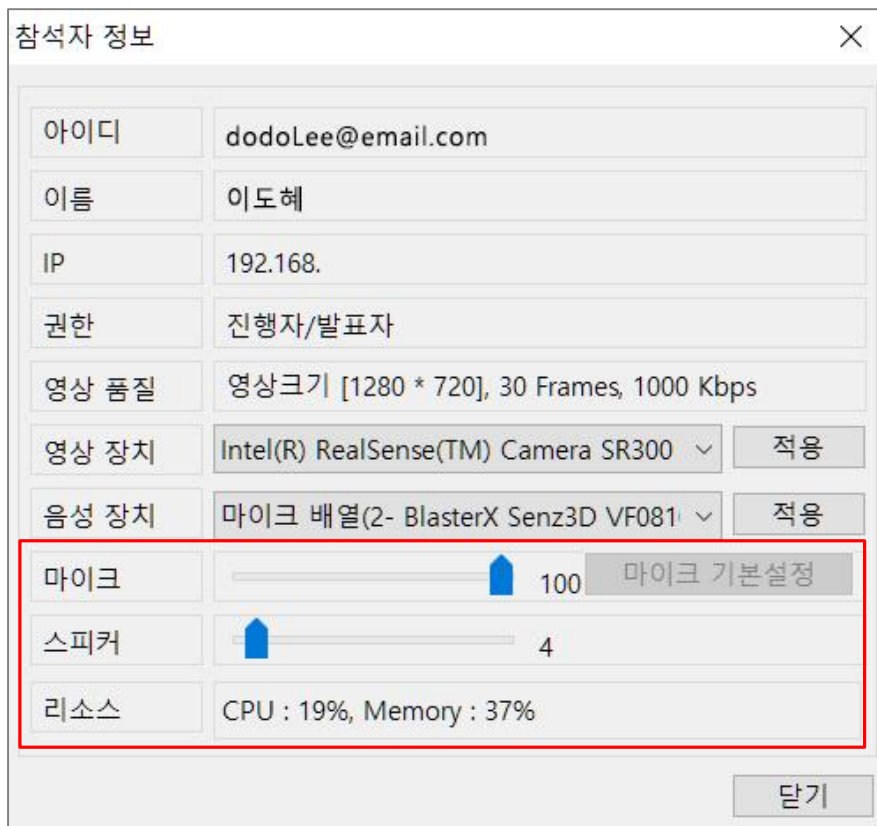 참석자 정보
아이디 dodoLee@email.com
이름 이도혜
IP 192.168.
권한 진행자/발표자
영상 품질 영상크기 [1280 * 720], 30 Frames, 1000 Kbps
영상 장치 Intel(R) RealSense(TM) Camera SR300 적용
음성 장치 마이크 배열(2- BlasterX Senz3D VF081 적용
마이크 100 마이크 기본설정
스피커 4
리소스 CPU : 19%, Memory : 37%
닫기